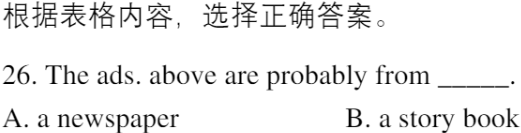 根据表格内容，选择正确答案。
26. The ads. above are probably from _____.
A. a newspaper B. a story book